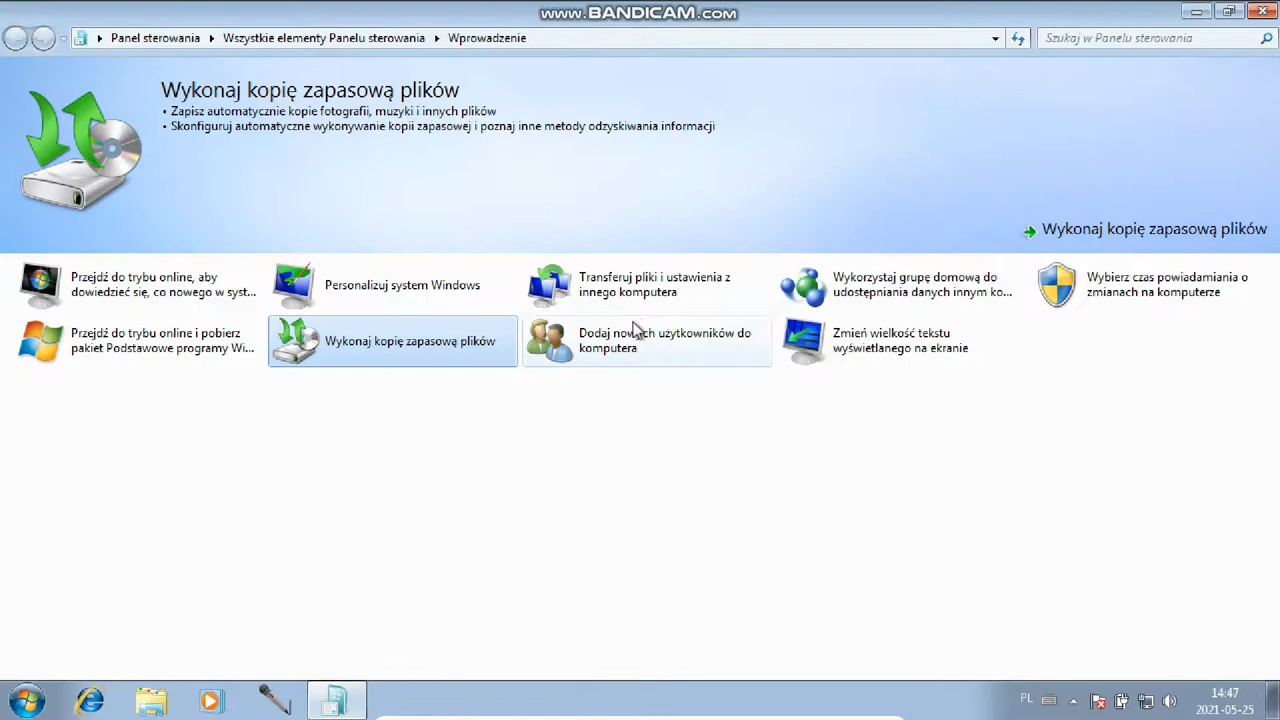 www.BANDICAM.com
Panel sterowania
Wszystkie elementy Panelu sterowania
Wprowadzenie
Szukaj w Panelu sterowania
Wykonaj kopię zapasową plików
• Zapisz automatycznie kopie fotografii, muzyki i innych plików
• Skonfiguruj automatyczne wykonywanie kopii zapasowej i poznaj inne metody odzyskiwania informacji
Wykonaj kopię zapasową plików
Przejdź do trybu online, aby
dowiedzieć się, co nowego w syst...
Personalizuj system Windows
Transferuj pliki i ustawienia z
innego komputera
Wykorzystaj grupę domową do
udostępniania danych innym ko...
Wybierz czas powiadamiania o
zmianach na komputerze
Przejdź do trybu online i pobierz
pakiet Podstawowe programy Wi...
Wykonaj kopię zapasową plików
Dodaj nowych użytkowników do
komputera
Zmień wielkość tekstu
wyświetlanego na ekranie
PL
14:47
2021-05-25